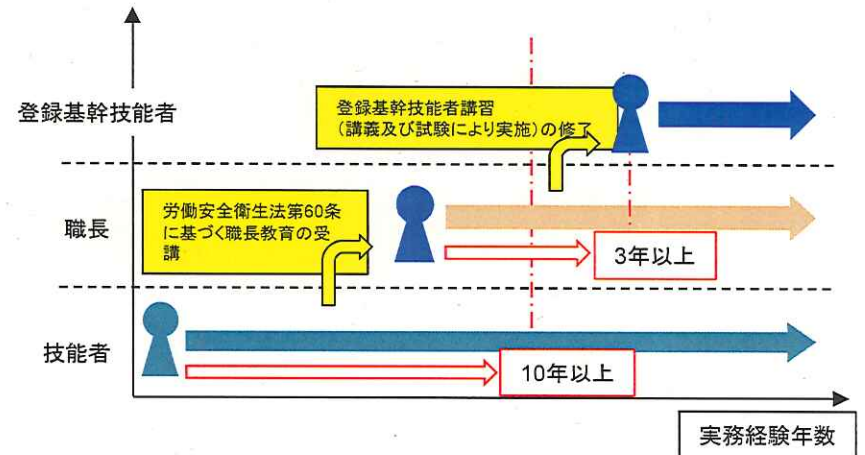 登録基幹技能者
登録基幹技能者講習
（講義及び試験により実施）の修了
職長
労働安全衛生法第60条
に基づく職長教育の受
講
3年以上
技能者
10年以上
実務経験年数